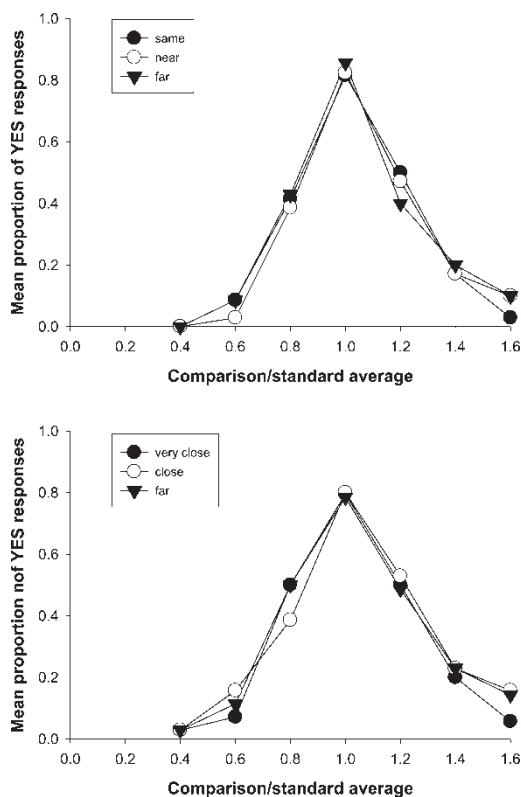 1.0
0.8
0.6
0.4
0.2
0.0
Mean proportion of YES responses
same
near
far
0.0 0.2 0.4 0.6 0.8 1.0 1.2 1.4 1.6
Comparison/standard average
1.0
0.8
0.6
0.4
0.2
0.0
Mean proportion nof YES responses
very close
close
far
0.0 0.2 0.4 0.6 0.8 1.0 1.2 1.4 1.6
Comparison/standard average